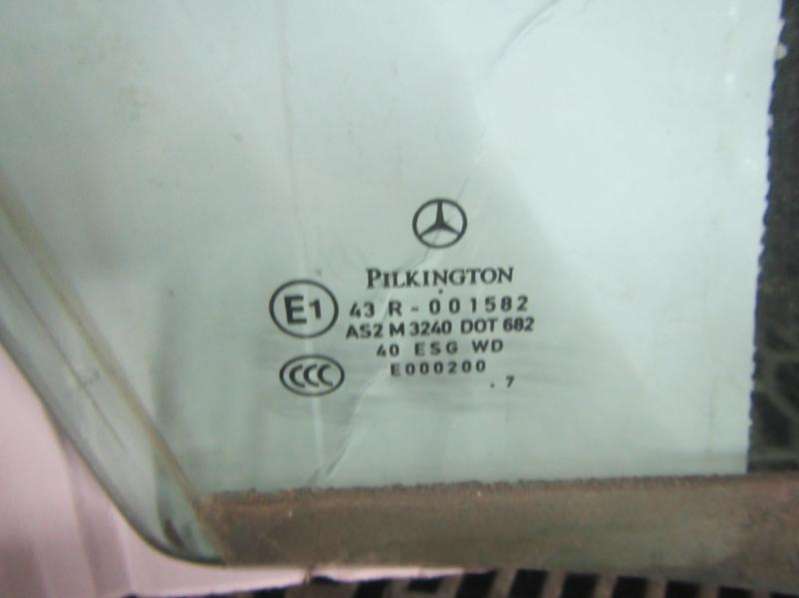 PILKINGTON
E1
43 R - 001582
AS2 M 3240 DOT 682
40 ESG WD
CCC
E000200
. 7